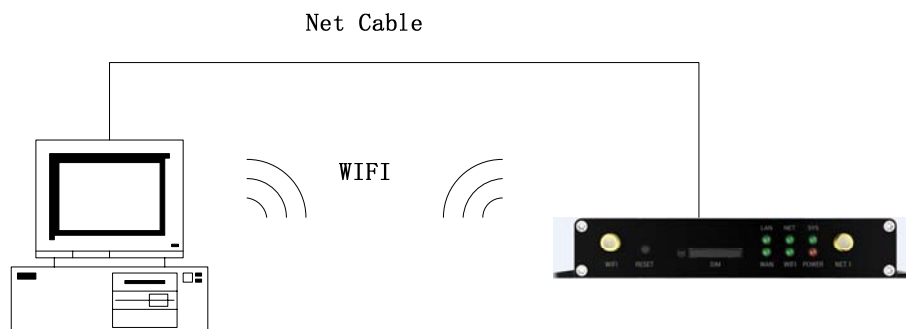 Net Cable
WIFI
LAN NET SYS
WIFI RESET SIM WAN WIFI POWER NET 1